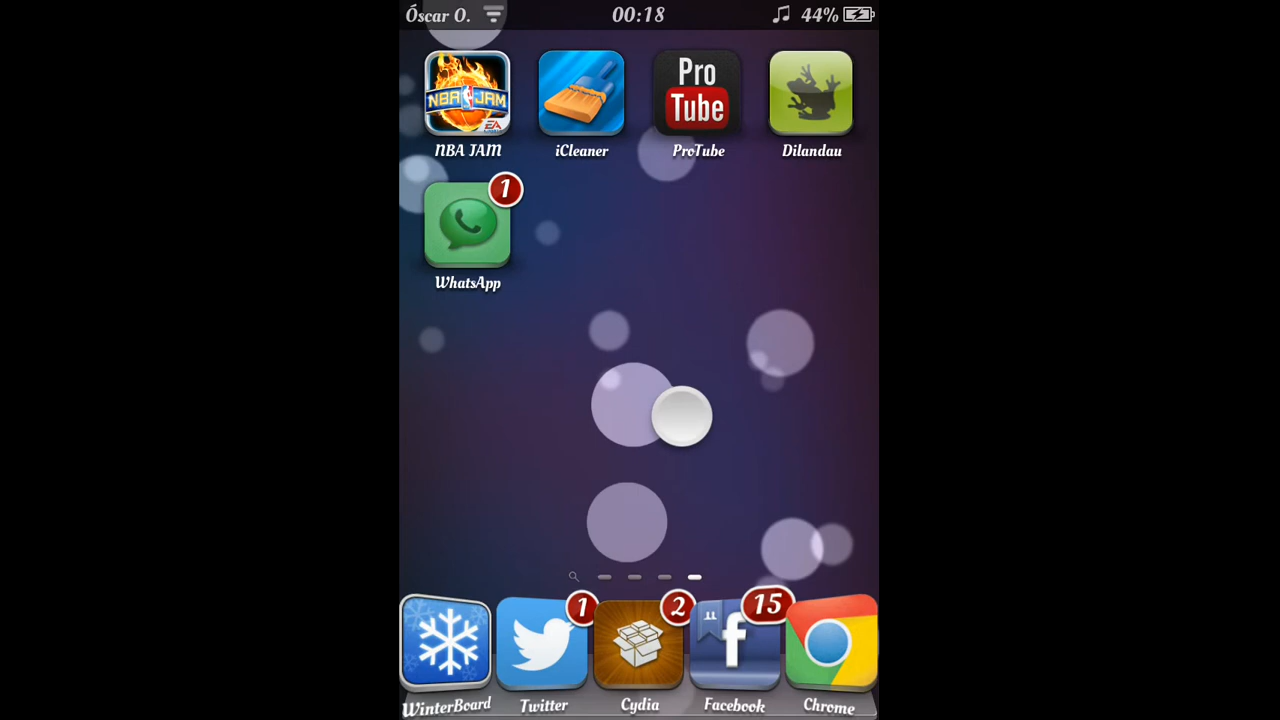 Óscar O. 00:18 44%
NBA JAM
EA
Pro
Tube
NBA JAM iCleaner ProTube Dilandau
1
WhatsApp
1 2 15
f
WinterBoard Twitter Cydia Facebook Chrome